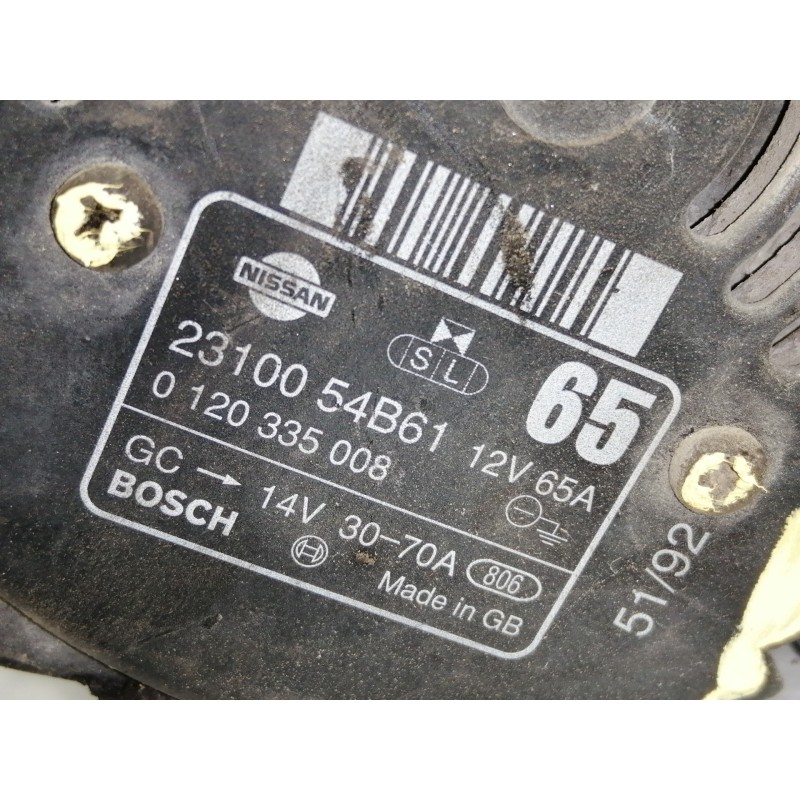 NISSAN
S L
65
23100 54B61 12V 65A
0 120 335 008
GC → 14V 30-70A 806
BOSCH
Made in GB
51/92